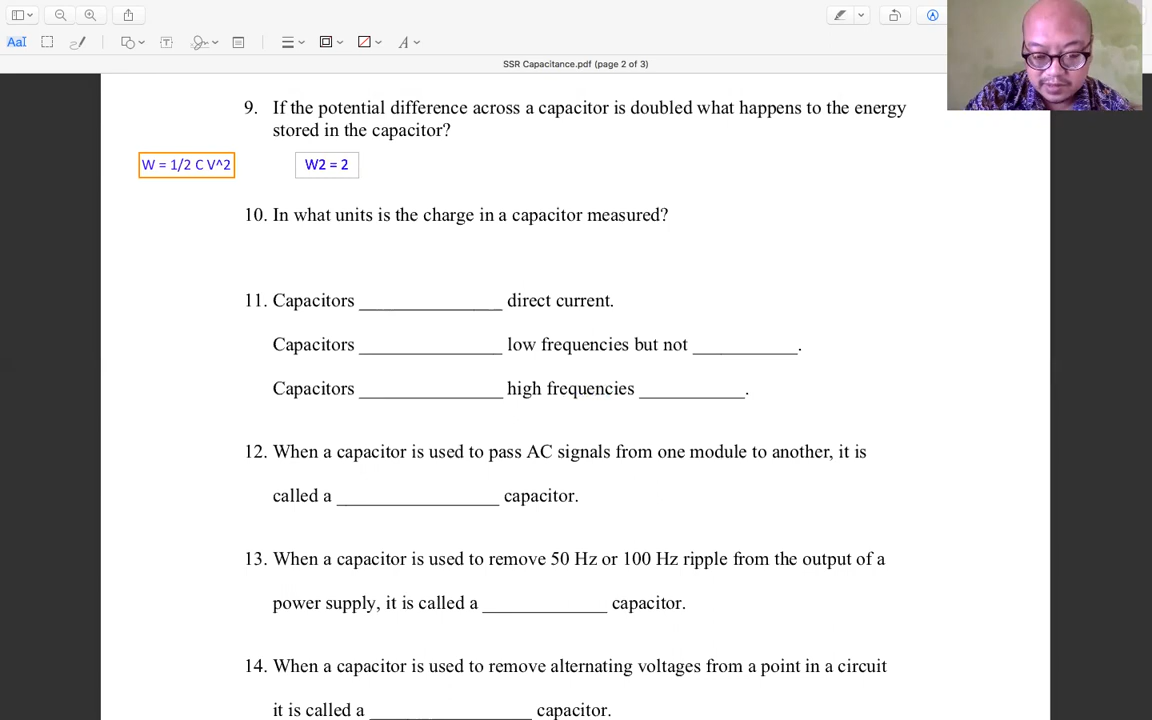 SSR Capacitance.pdf (page 2 of 3)
9. If the potential difference across a capacitor is doubled what happens to the energy
stored in the capacitor?
W = 1/2 C V^2 W2 = 2
10. In what units is the charge in a capacitor measured?
11. Capacitors _______________ direct current.
Capacitors _______________ low frequencies but not ___________.
Capacitors _______________ high frequencies ___________.
12. When a capacitor is used to pass AC signals from one module to another, it is
called a _________________ capacitor.
13. When a capacitor is used to remove 50 Hz or 100 Hz ripple from the output of a
power supply, it is called a _____________ capacitor.
14. When a capacitor is used to remove alternating voltages from a point in a circuit
it is called a _________________ capacitor.